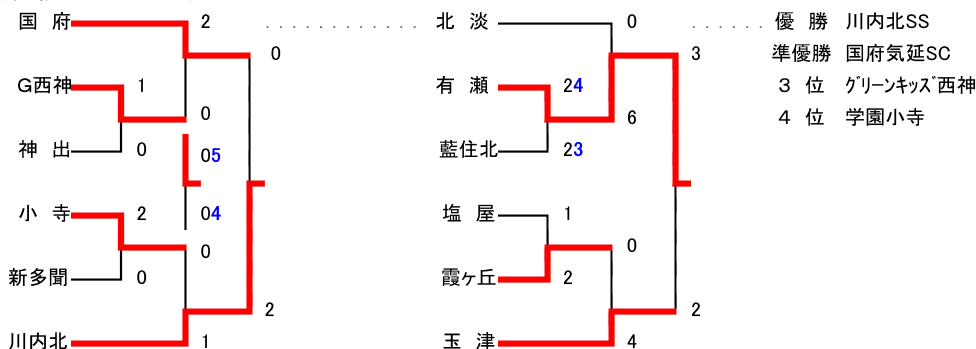 国 府 2 北 淡 0 優 勝 川内北SS
0 3 準優勝 国府気延SC
G西神 1 有 瀬 24 3 位 グリーンキッズ西神
0 6 4 位 学園小寺
神 出 0 藍住北 23
05
小 寺 2 04 塩 屋 1
0 0
新多聞 0 霞ヶ丘 2
2 2
川内北 1 玉 津 4